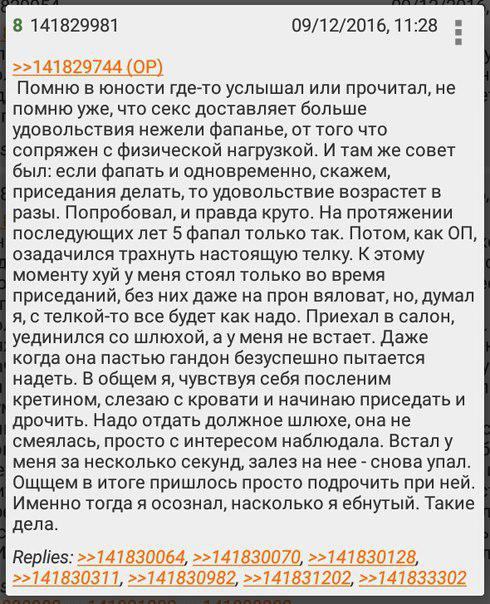 8 141829981 09/12/2016, 11:28
>>141829744 (OP)
Помню в юности где-то услышал или прочитал, не
помню уже, что секс доставляет больше
удовольствия нежели фапанье, от того что
сопряжен с физической нагрузкой. И там же совет
был: если фапать и одновременно, скажем,
приседания делать, то удовольствие возрастет в
разы. Попробовал, и правда круто. На протяжении
последующих лет 5 фапал только так. Потом, как ОП,
озадачился трахнуть настоящую телку. К этому
моменту хуй у меня стоял только во время
приседаний, без них даже на прон вяловат, но, думал
я, с телкой-то все будет как надо. Приехал в салон,
уединился со шлюхой, а у меня не встает. Даже
когда она пастью гандон безуспешно пытается
надеть. В общем я, чувствуя себя посленим
кретином, слезаю с кровати и начинаю приседать и
дрочить. Надо отдать должное шлюхе, она не
смеялась, просто с интересом наблюдала. Встал у
меня за несколько секунд, залез на нее - снова упал.
Ощщем в итоге пришлось просто подрочить при ней.
Именно тогда я осознал, насколько я ебнутый. Такие
дела.
Replies: >>141830064, >>141830070, >>141830128,
>>141830311, >>141830982, >>141831202, >>141833302